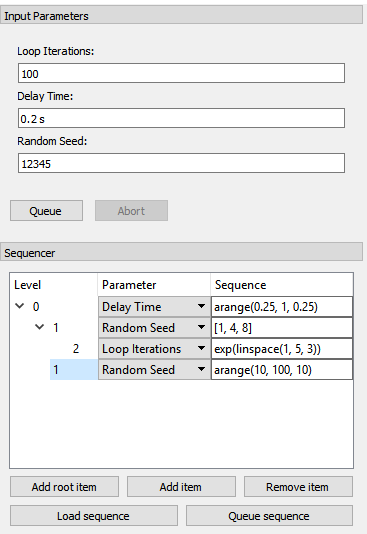 Input Parameters
Loop Iterations:
100
Delay Time:
0.2 s
Random Seed:
12345
Queue Abort
Sequencer
Level Parameter Sequence
0 Delay Time arange(0.25, 1, 0.25)
1 Random Seed [1, 4, 8]
2 Loop Iterations exp(linspace(1, 5, 3))
1 Random Seed arange(10, 100, 10)
Add root item Add item Remove item
Load sequence Queue sequence